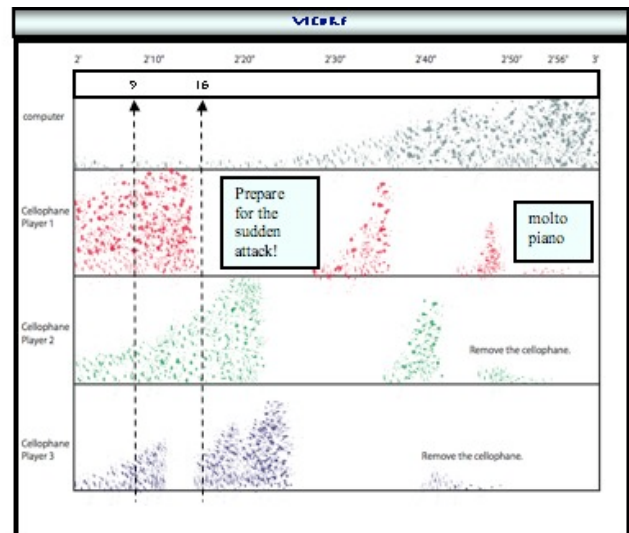 2' 2'10" 2'20" 2'30" 2'40" 2'50" 2'56" 3'
9 16
computer
Cellophane
Player 1
Prepare
for the
sudden
attack!
molto
piano
Cellophane
Player 2
Remove the cellophane.
Cellophane
Player 3
Remove the cellophane.